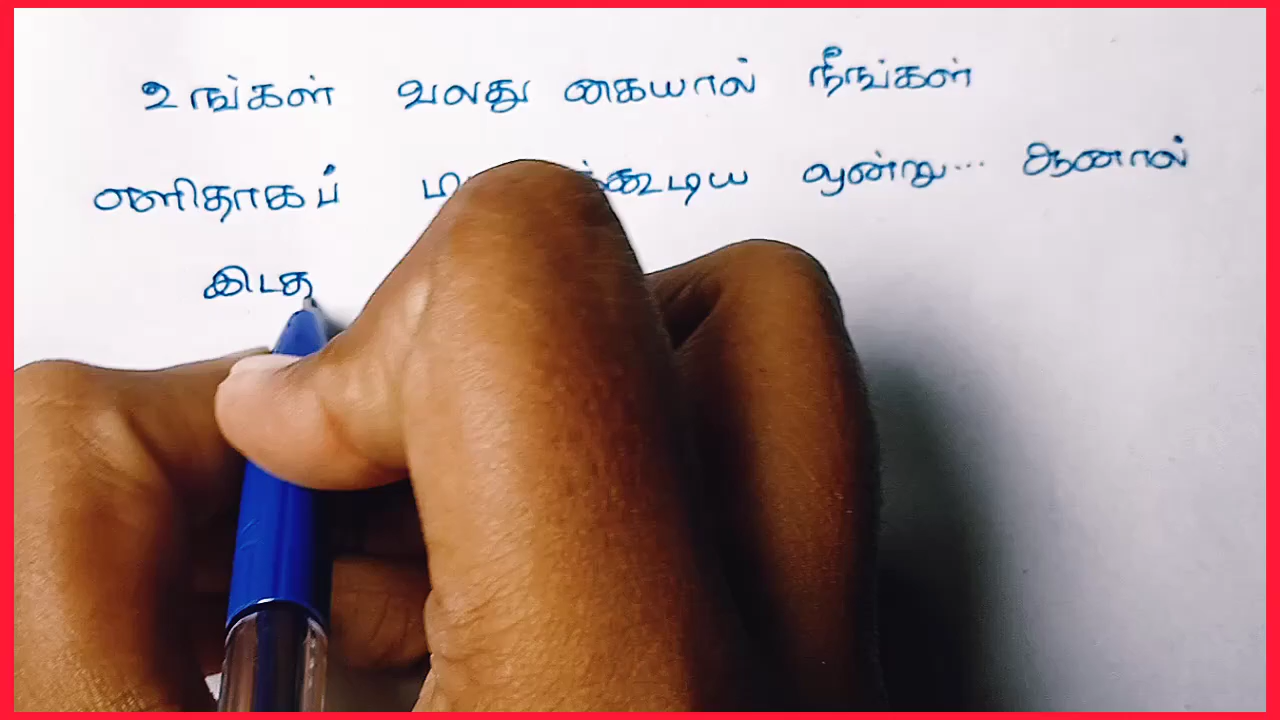 உங்கள் வலது கையால் நீங்கள்
எளிதாகப் ஒன்று... ஆனால்
இடது